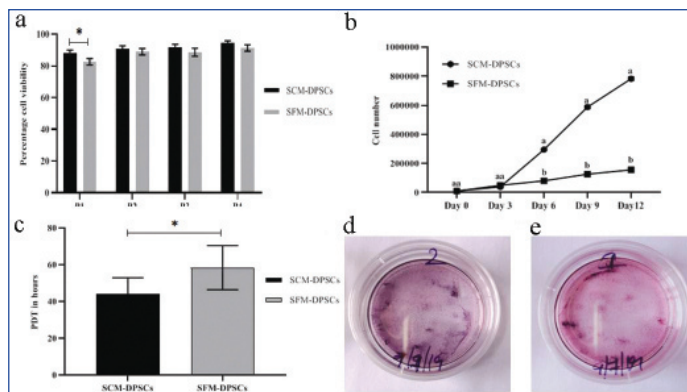 a
*
Percentage cell viability
100
80
60
40
20
0
SCM-DPSCs
SFM-DPSCs
b
Cell number
1000000
800000
600000
400000
200000
0
SCM-DPSCs
SFM-DPSCs
aa
aa
a
b
a
b
a
b
Day 0
Day 3
Day 6
Day 9
Day12
c
PDT in hours
80
60
40
20
0
*
SCM-DPSCs
SFM-DPSCs
SCM-DPSCs
SFM-DPSCs
d
2
e